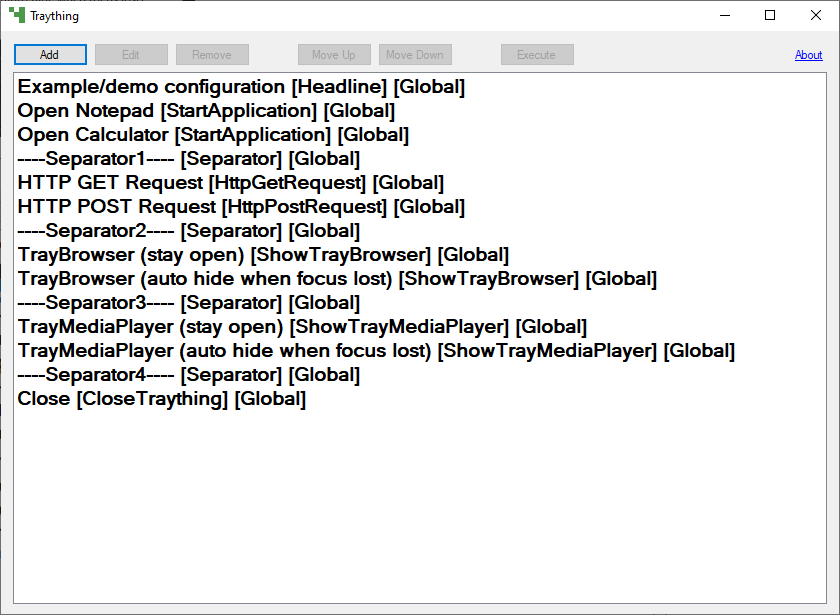 Traything
Add Edit Remove Move Up Move Down Execute About
Example/demo configuration [Headline] [Global]
Open Notepad [StartApplication] [Global]
Open Calculator [StartApplication] [Global]
----Separator1---- [Separator] [Global]
HTTP GET Request [HttpGetRequest] [Global]
HTTP POST Request [HttpPostRequest] [Global]
----Separator2---- [Separator] [Global]
TrayBrowser (stay open) [ShowTrayBrowser] [Global]
TrayBrowser (auto hide when focus lost) [ShowTrayBrowser] [Global]
----Separator3---- [Separator] [Global]
TrayMediaPlayer (stay open) [ShowTrayMediaPlayer] [Global]
TrayMediaPlayer (auto hide when focus lost) [ShowTrayMediaPlayer] [Global]
----Separator4---- [Separator] [Global]
Close [CloseTraything] [Global]